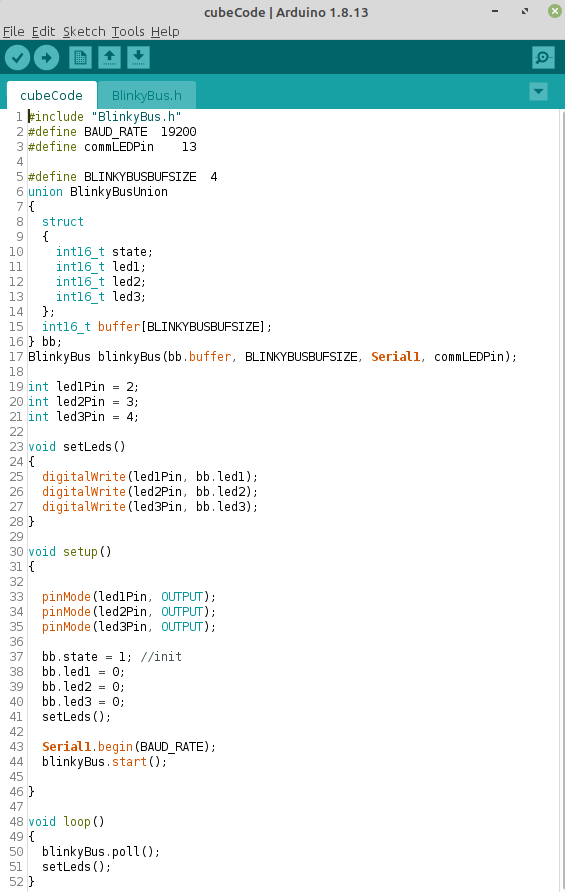 cubeCode | Arduino 1.8.13
File Edit Sketch Tools Help
cubeCode BlinkyBus.h
1 #include "BlinkyBus.h"
2 #define BAUD_RATE  19200
3 #define commLEDPin    13
4
5 #define BLINKYBUSBUFSIZE  4
6 union BlinkyBusUnion
7 {
8   struct
9   {
10     int16_t state;
11     int16_t led1;
12     int16_t led2;
13     int16_t led3;
14   };
15   int16_t buffer[BLINKYBUSBUFSIZE];
16 } bb;
17 BlinkyBus blinkyBus(bb.buffer, BLINKYBUSBUFSIZE, Serial1, commLEDPin);
18
19 int led1Pin = 2;
20 int led2Pin = 3;
21 int led3Pin = 4;
22
23 void setLeds()
24 {
25   digitalWrite(led1Pin, bb.led1);
26   digitalWrite(led2Pin, bb.led2);
27   digitalWrite(led3Pin, bb.led3);
28 }
29
30 void setup()
31 {
32
33   pinMode(led1Pin, OUTPUT);
34   pinMode(led2Pin, OUTPUT);
35   pinMode(led3Pin, OUTPUT);
36
37   bb.state = 1; //init
38   bb.led1 = 0;
39   bb.led2 = 0;
40   bb.led3 = 0;
41   setLeds();
42
43   Serial1.begin(BAUD_RATE);
44   blinkyBus.start();
45
46 }
47
48 void loop()
49 {
50   blinkyBus.poll();
51   setLeds();
52 }